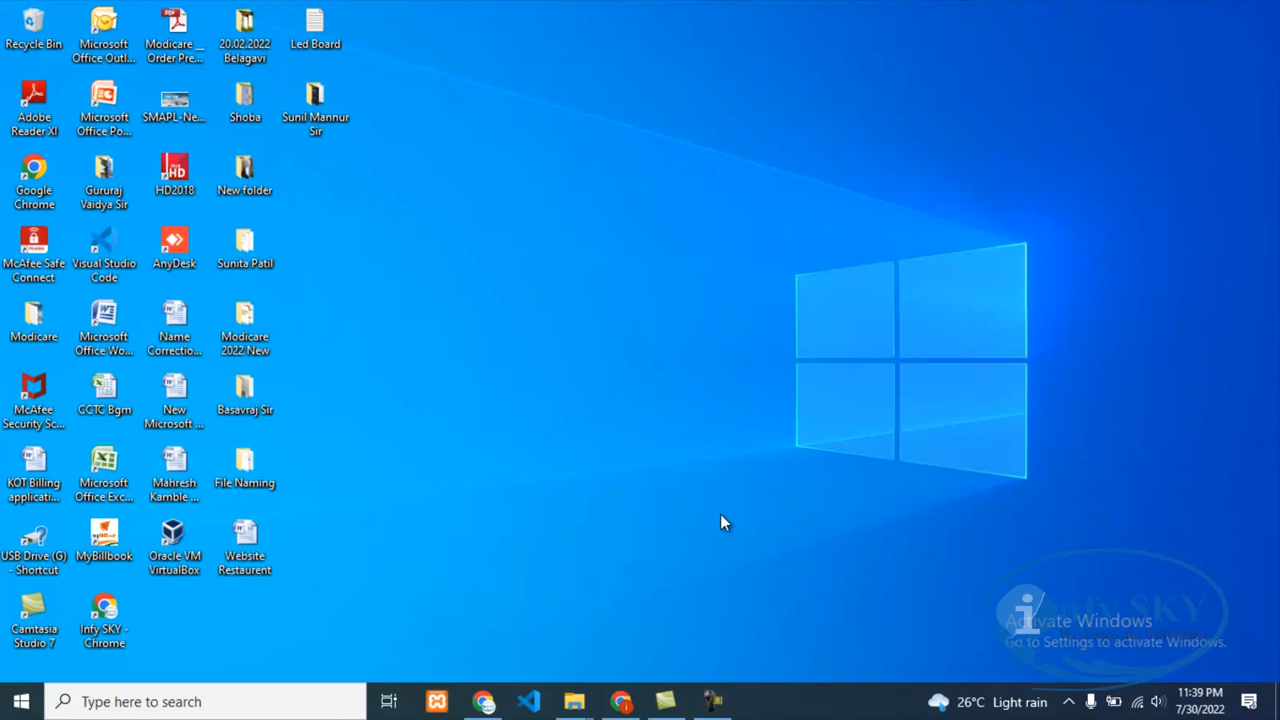 Recycle Bin
Microsoft
Office Outl...
Modicare __
Order Pre...
20.02.2022
Belagavi
Led Board
Adobe
Reader XI
Microsoft
Office Po...
SMAPL-Ne...
Shoba
Sunil Mannur
Sir
Google
Chrome
Gururaj
Vaidya Sir
HD2018
New folder
McAfee Safe
Connect
Visual Studio
Code
AnyDesk
Sunita Patil
Modicare
Microsoft
Office Wo...
Name
Correctio...
Modicare
2022 New
McAfee
Security Sc...
CCTC Bgm
New
Microsoft ...
Basavraj Sir
KOT Billing
applicati...
Microsoft
Office Exc...
Mahresh
Kamble ...
File Naming
USB Drive (G)
- Shortcut
MyBillbook
Oracle VM
VirtualBox
Website
Restaurent
Camtasia
Studio 7
Infy SKY -
Chrome
Infy SKY
Activate Windows
Go to Settings to activate Windows.
Type here to search
26°C Light rain
11:39 PM
7/30/2022